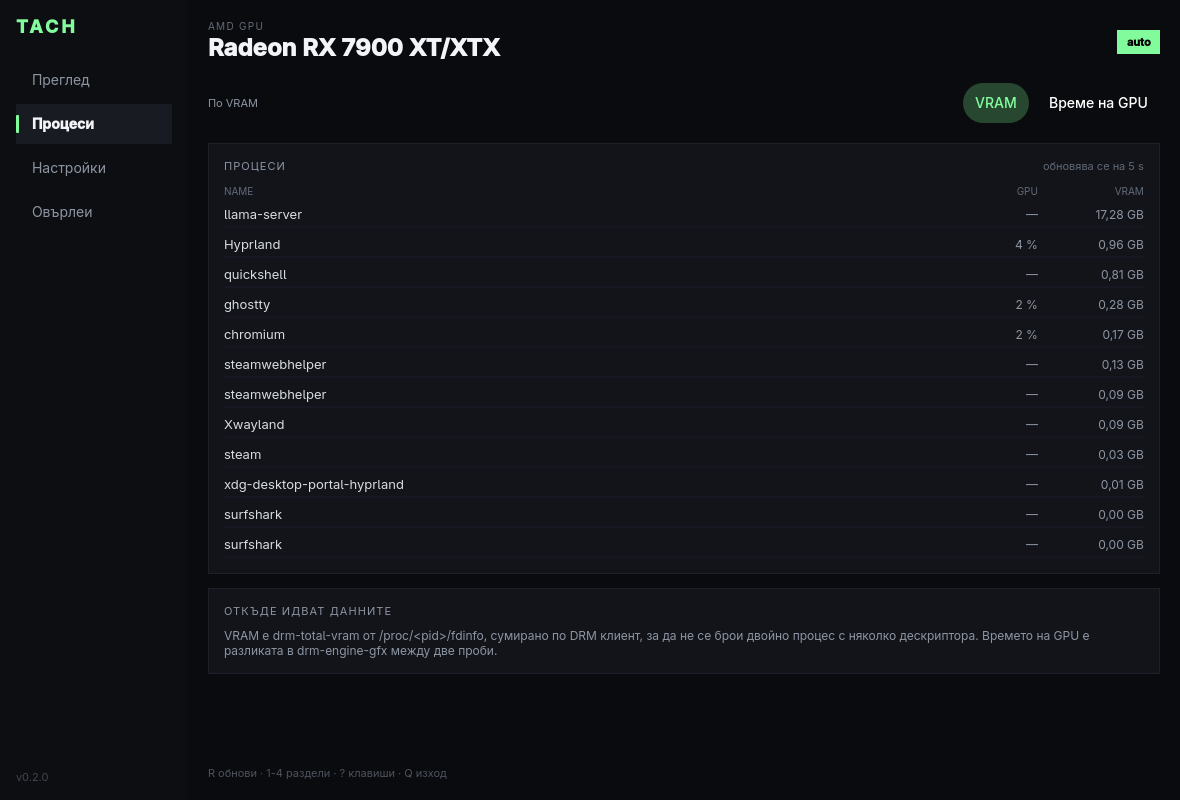 TACH
Преглед
Процеси
Настройки
Овърлеи
v0.2.0
AMD GPU
Radeon RX 7900 XT/XTX
auto
По VRAM
VRAM
Време на GPU
ПРОЦЕСИ
обновява се на 5 s
NAME GPU VRAM
llama-server — 17,28 GB
Hyprland 4 % 0,96 GB
quickshell — 0,81 GB
ghostty 2 % 0,28 GB
chromium 2 % 0,17 GB
steamwebhelper — 0,13 GB
steamwebhelper — 0,09 GB
Xwayland — 0,09 GB
steam — 0,03 GB
xdg-desktop-portal-hyprland — 0,01 GB
surfshark — 0,00 GB
surfshark — 0,00 GB
ОТКЪДЕ ИДВАТ ДАННИТЕ
VRAM е drm-total-vram от /proc/<pid>/fdinfo, сумирано по DRM клиент, за да не се брои двойно процес с няколко дескриптора. Времето на GPU е
разликата в drm-engine-gfx между две проби.
R обнови · 1-4 раздели · ? клавиши · Q изход